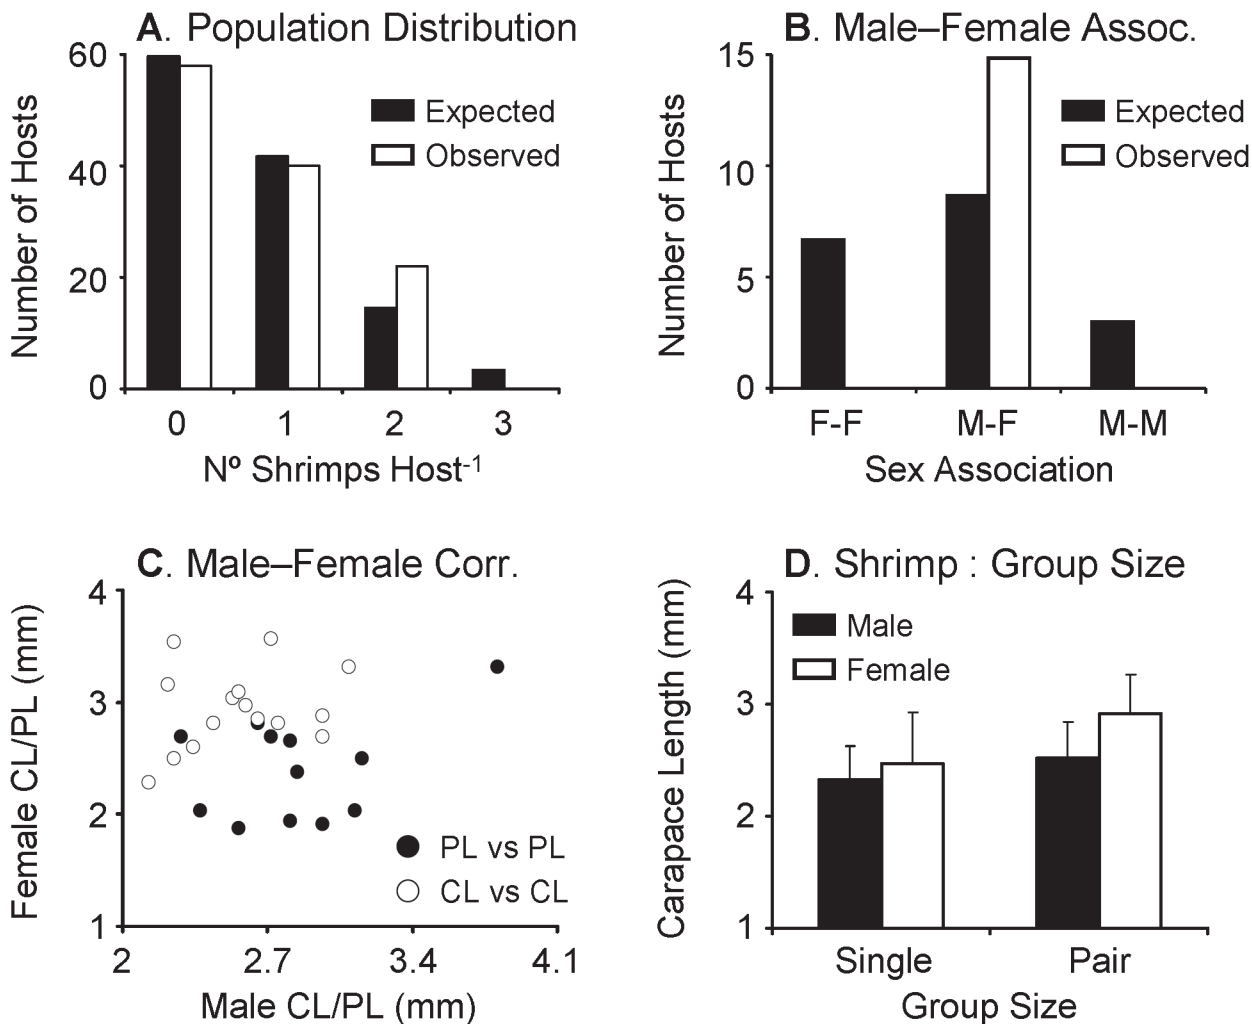 A. Population Distribution
60
40
20
0
Number of Hosts
Expected
Observed
0 1 2 3
Nº Shrimps Host-1
B. Male–Female Assoc.
15
10
5
0
Number of Hosts
Expected
Observed
F-F M-F M-M
Sex Association
C. Male–Female Corr.
4
3
2
1
Female CL/PL (mm)
PL vs PL
CL vs CL
2 2.7 3.4 4.1
Male CL/PL (mm)
D. Shrimp : Group Size
4
3
2
1
Carapace Length (mm)
Male
Female
Single Pair
Group Size